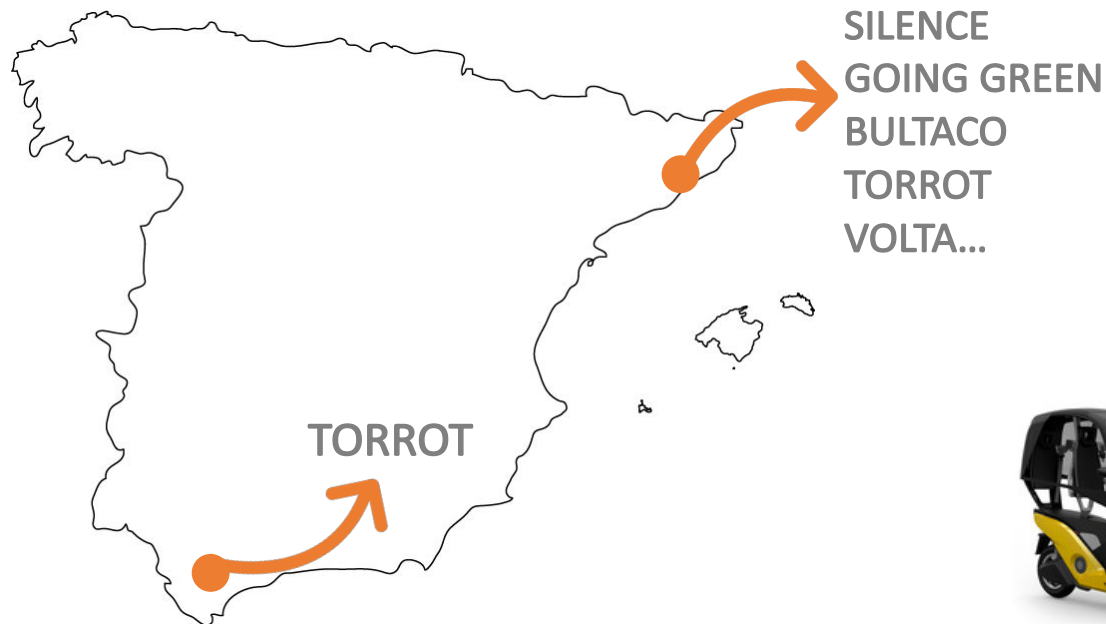 SILENCE
GOING GREEN
BULTACO
TORROT
VOLTA...
TORROT